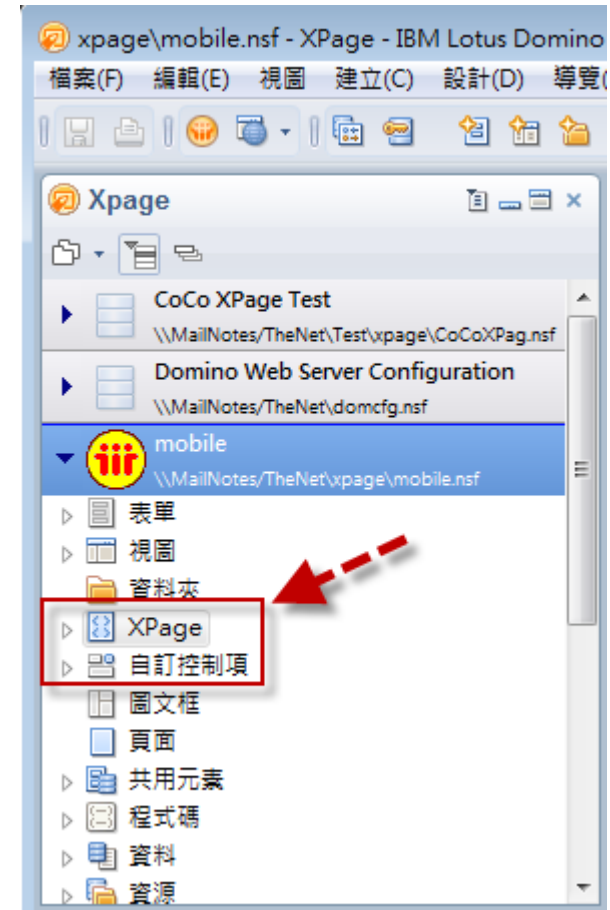 xpage\mobile.nsf - XPage - IBM Lotus Domino
檔案(F) 編輯(E) 視圖 建立(C) 設計(D) 導覽(
Xpage
CoCo XPage Test
\\MailNotes/TheNet\Test\xpage\CoCoXPag.nsf
Domino Web Server Configuration
\\MailNotes/TheNet\domcfg.nsf
mobile
\\MailNotes/TheNet\xpage\mobile.nsf
表單
視圖
資料夾
XPage
自訂控制項
圖文框
頁面
共用元素
程式碼
資料
資源